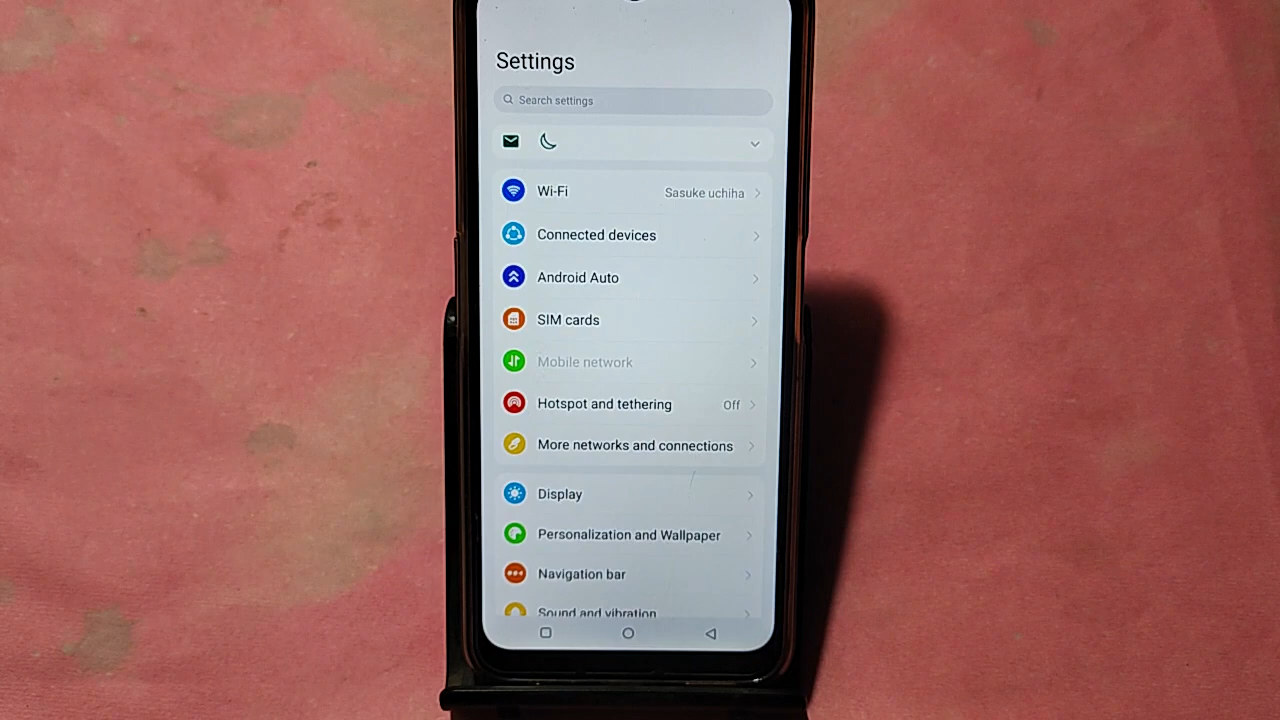 Settings
Search settings
Wi-Fi Sasuke uchiha
Connected devices
Android Auto
SIM cards
Mobile network
Hotspot and tethering Off
More networks and connections
Display
Personalization and Wallpaper
Navigation bar
Sound and vibration